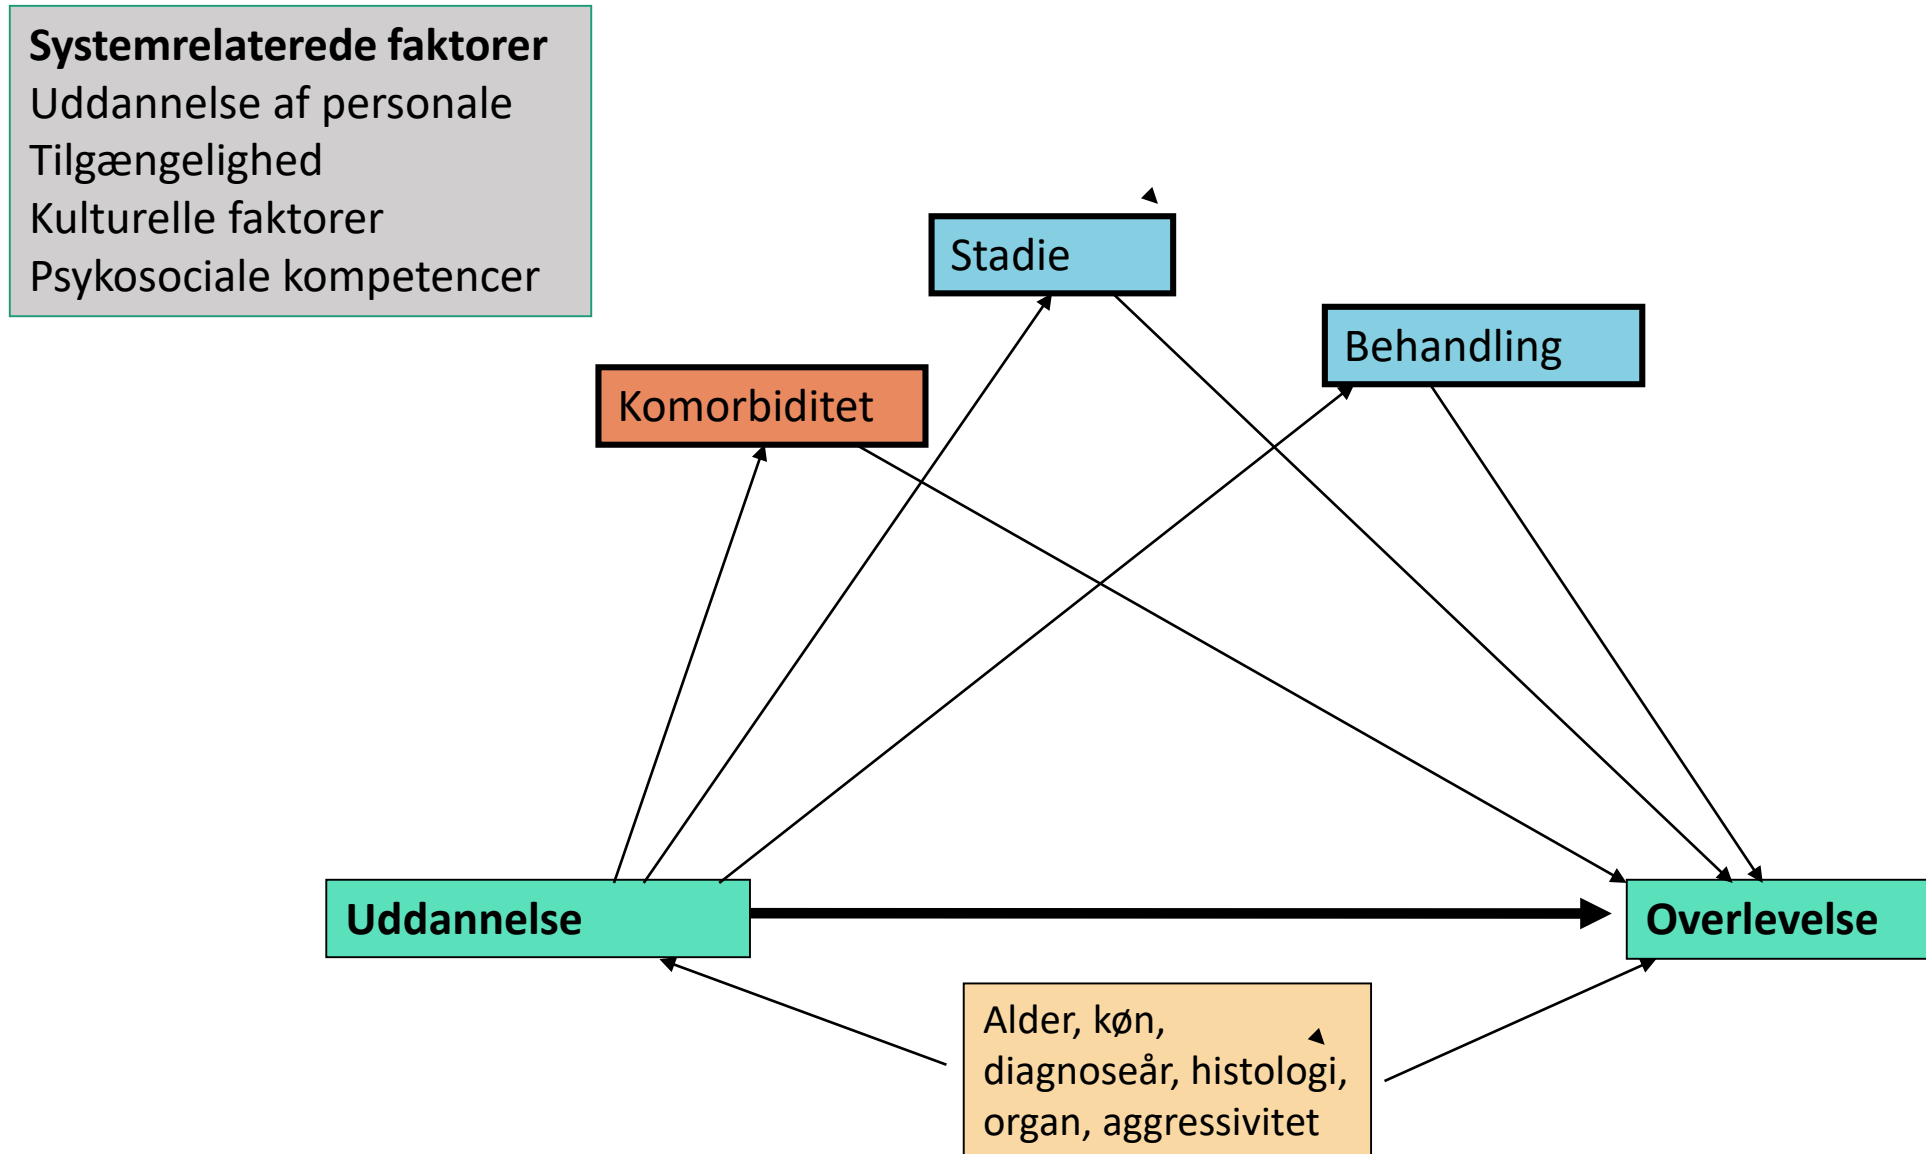 Systemrelaterede faktorer
Uddannelse af personale
Tilgængelighed
Kulturelle faktorer
Psykosociale kompetencer
Stadie
Behandling
Komorbiditet
Uddannelse
Overlevelse
Alder, køn,
diagnoseår, histologi,
organ, aggressivitet